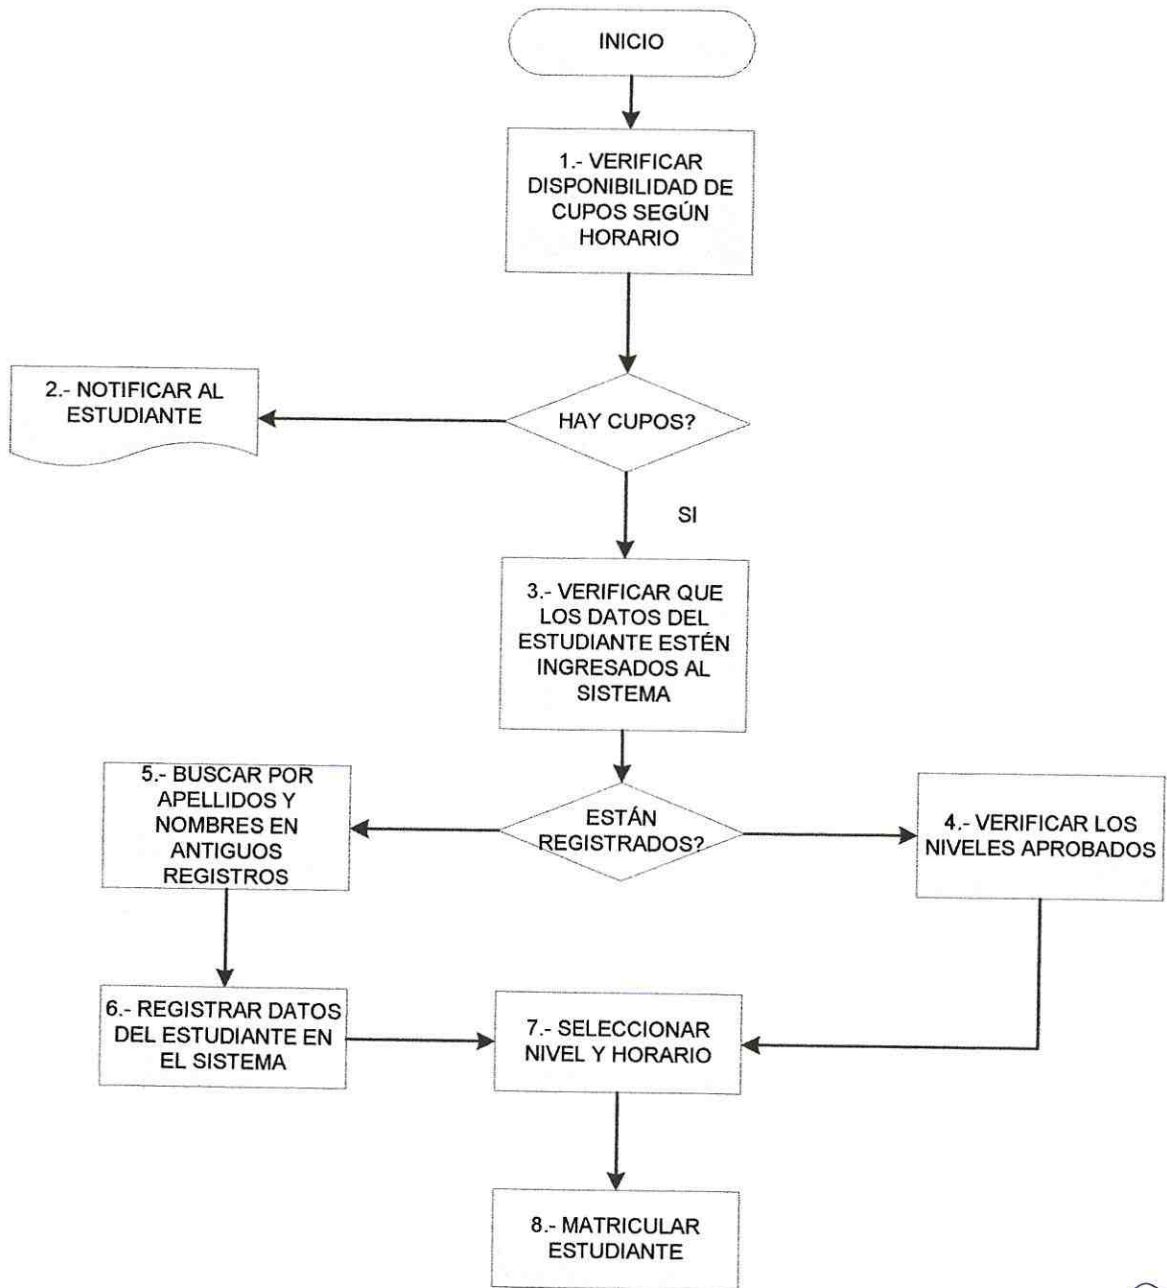 INICIO
1.- VERIFICAR
DISPONIBILIDAD DE
CUPOS SEGÚN
HORARIO
2.- NOTIFICAR AL
ESTUDIANTE
HAY CUPOS?
SI
3.- VERIFICAR QUE
LOS DATOS DEL
ESTUDIANTE ESTÉN
INGRESADOS AL
SISTEMA
5.- BUSCAR POR
APELLIDOS Y
NOMBRES EN
ANTIGUOS
REGISTROS
ESTÁN
REGISTRADOS?
4.- VERIFICAR LOS
NIVELES APROBADOS
6.- REGISTRAR DATOS
DEL ESTUDIANTE EN
EL SISTEMA
7.- SELECCIONAR
NIVEL Y HORARIO
8.- MATRICULAR
ESTUDIANTE